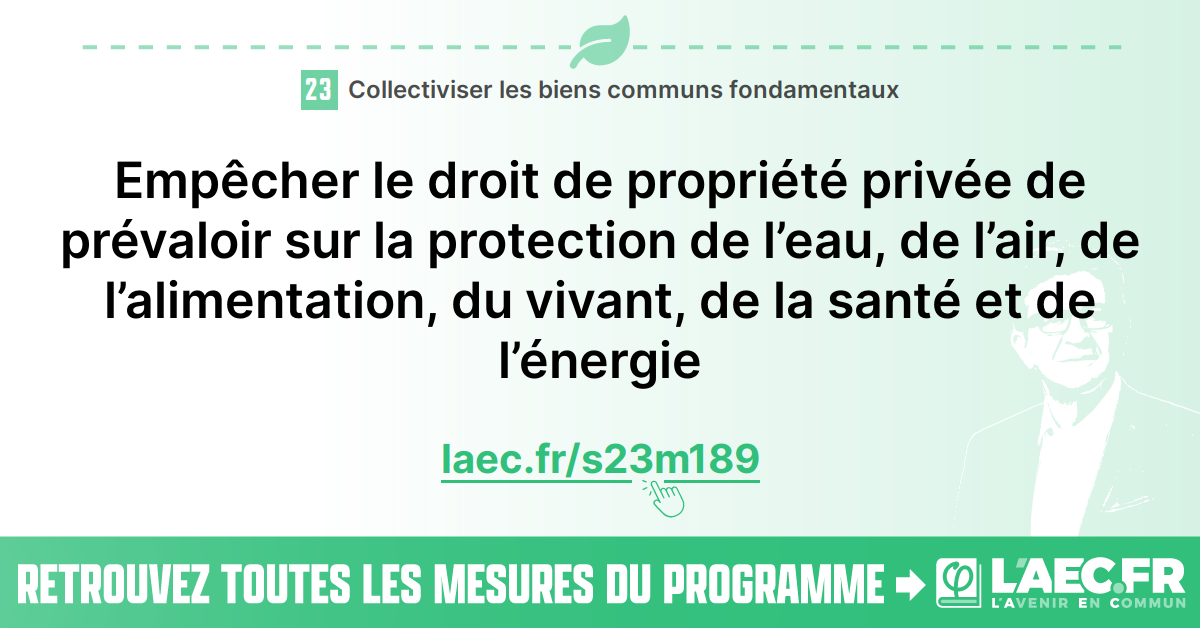 23 Collectiviser les biens communs fondamentaux
Empêcher le droit de propriété privée de
prévaloir sur la protection de l’eau, de l’air, de
l’alimentation, du vivant, de la santé et de
l’énergie
laec.fr/s23m189
RETROUVEZ TOUTES LES MESURES DU PROGRAMME φ L'AEC.FR
L'AVENIR EN COMMUN